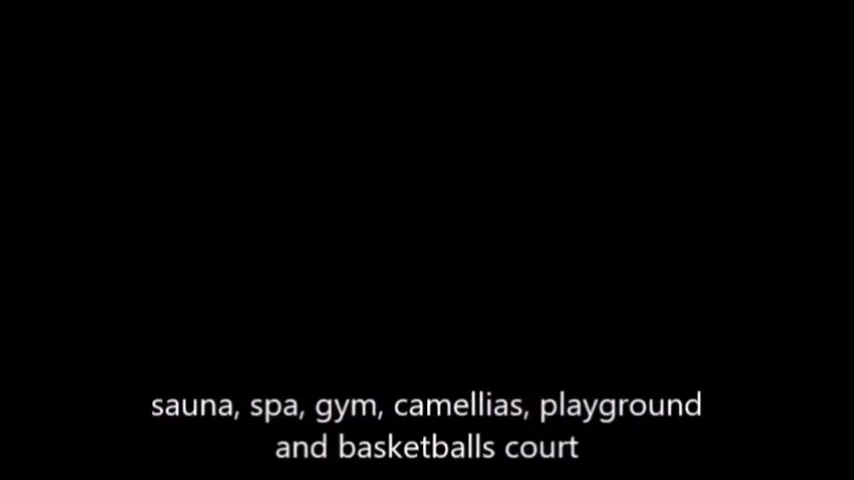 sauna, spa, gym, camellias, playground
and basketballs court